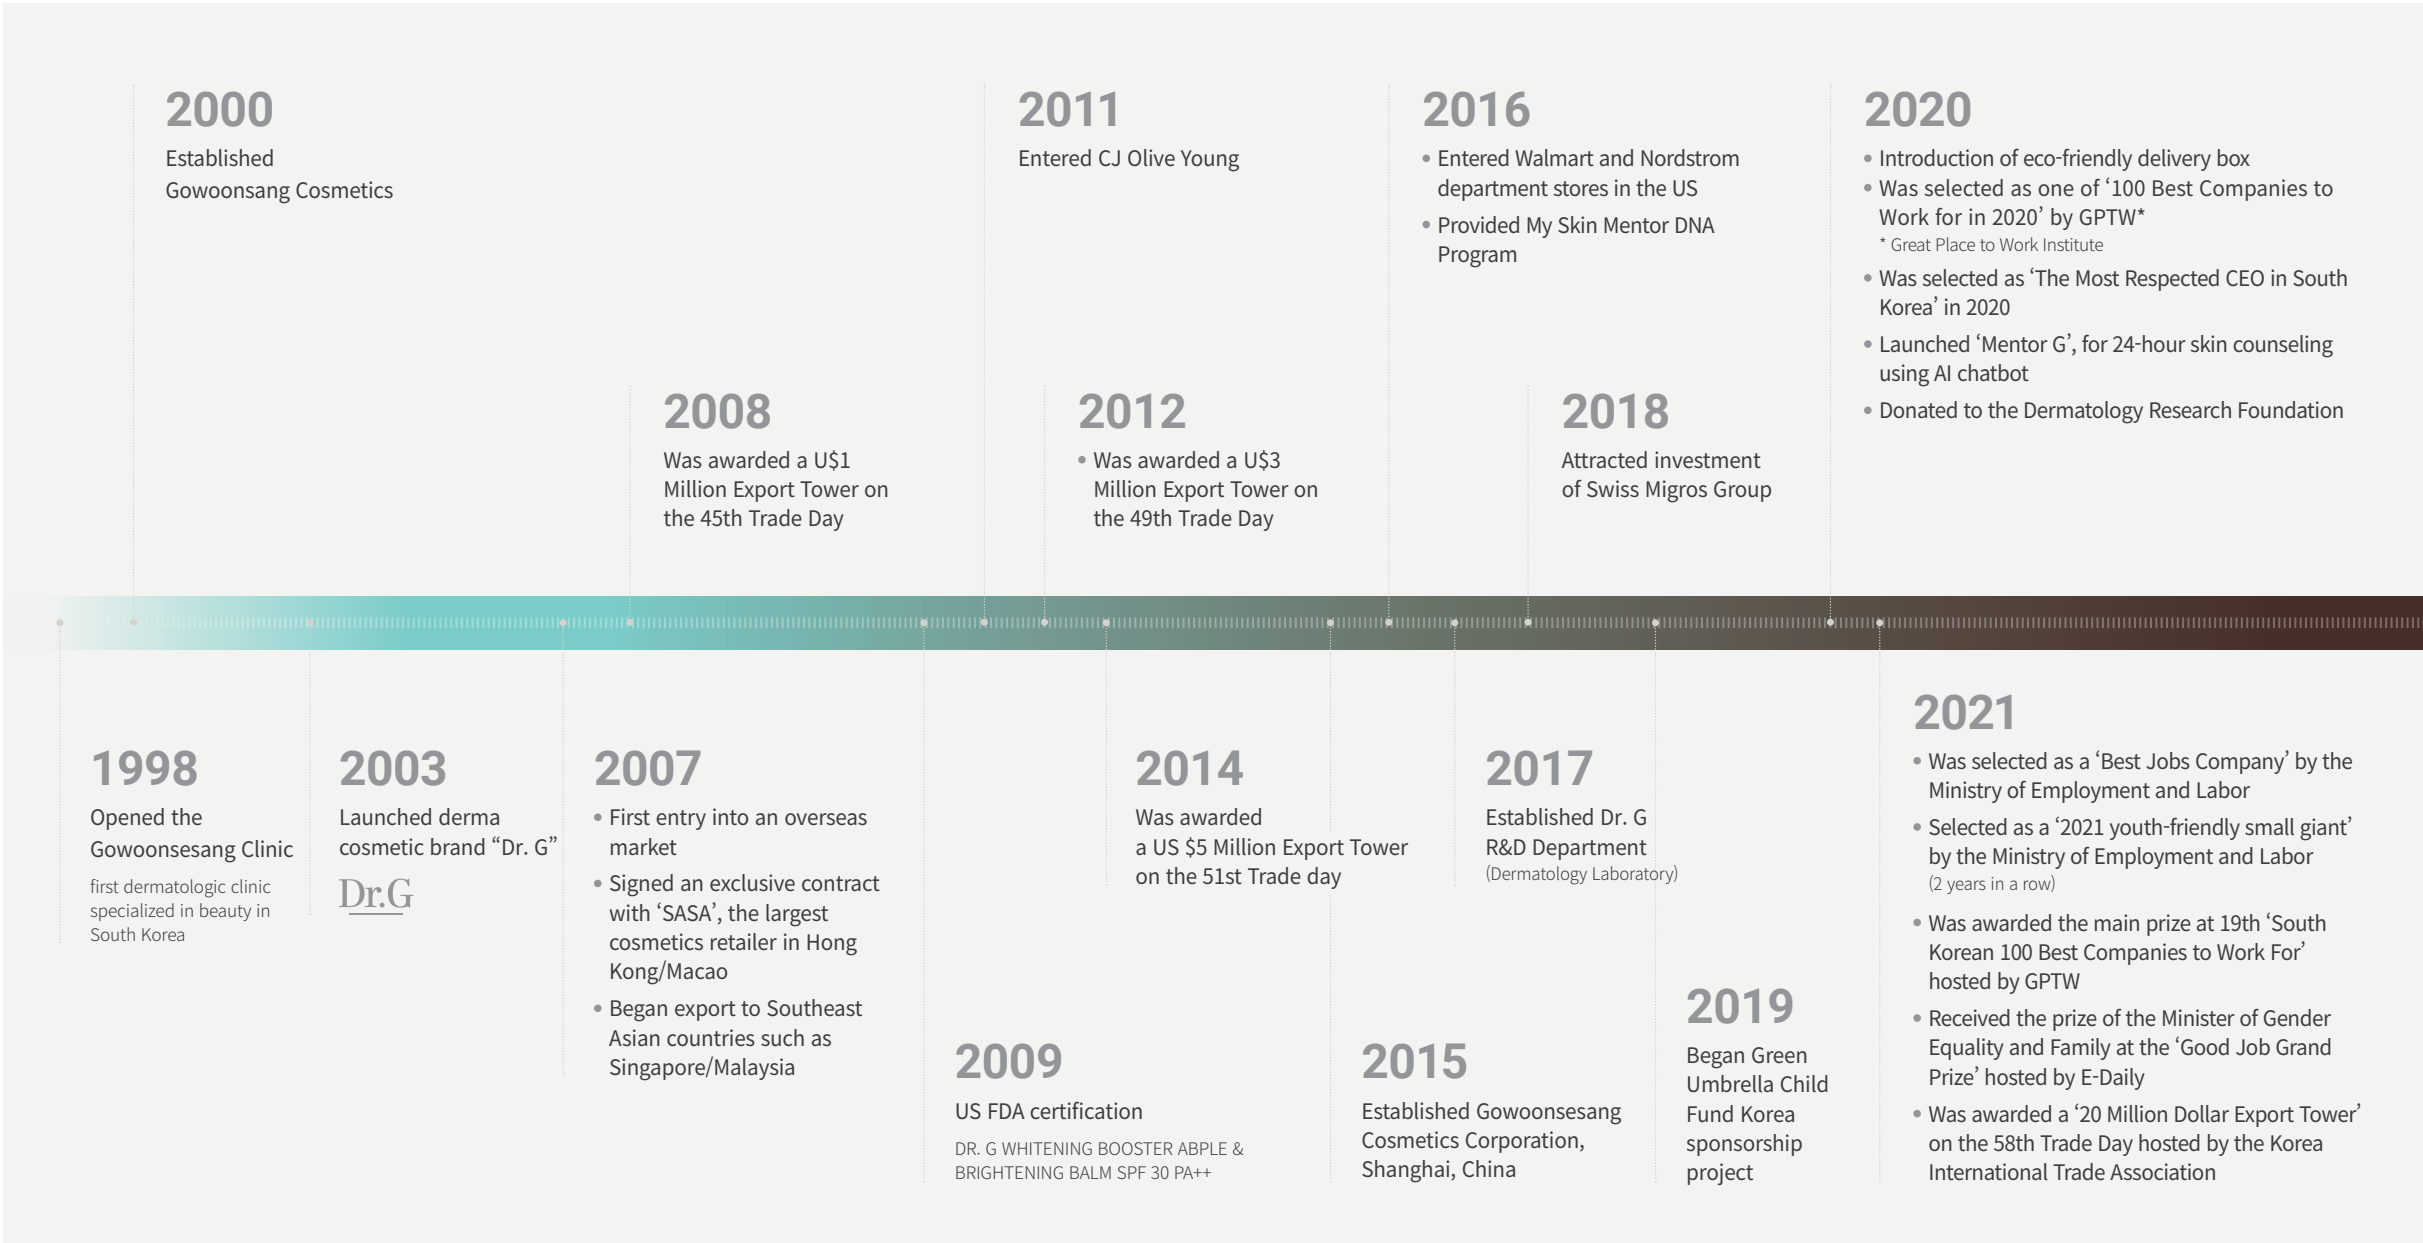 2000
Established
Gowoonsang Cosmetics
2011
Entered CJ Olive Young
2016
• Entered Walmart and Nordstrom
department stores in the US
• Provided My Skin Mentor DNA
Program
2020
• Introduction of eco-friendly delivery box
• Was selected as one of ‘100 Best Companies to
Work for in 2020’ by GPTW*
* Great Place to Work Institute
• Was selected as ‘The Most Respected CEO in South
Korea’ in 2020
• Launched ‘Mentor G’, for 24-hour skin counseling
using AI chatbot
• Donated to the Dermatology Research Foundation
2008
Was awarded a U$1
Million Export Tower on
the 45th Trade Day
2012
• Was awarded a U$3
Million Export Tower on
the 49th Trade Day
2018
Attracted investment
of Swiss Migros Group
1998
Opened the
Gowoonsesang Clinic
first dermatologic clinic
specialized in beauty in
South Korea
2003
Launched derma
cosmetic brand “Dr. G”
Dr.G
2007
• First entry into an overseas
market
• Signed an exclusive contract
with ‘SASA’, the largest
cosmetics retailer in Hong
Kong/Macao
• Began export to Southeast
Asian countries such as
Singapore/Malaysia
2009
US FDA certification
DR. G WHITENING BOOSTER ABPLE &
BRIGHTENING BALM SPF 30 PA++
2014
Was awarded
a US $5 Million Export Tower
on the 51st Trade day
2015
Established Gowoonsesang
Cosmetics Corporation,
Shanghai, China
2017
Established Dr. G
R&D Department
(Dermatology Laboratory)
2019
Began Green
Umbrella Child
Fund Korea
sponsorship
project
2021
• Was selected as a ‘Best Jobs Company’ by the
Ministry of Employment and Labor
• Selected as a ‘2021 youth-friendly small giant’
by the Ministry of Employment and Labor
(2 years in a row)
• Was awarded the main prize at 19th ‘South
Korean 100 Best Companies to Work For’
hosted by GPTW
• Received the prize of the Minister of Gender
Equality and Family at the ‘Good Job Grand
Prize’ hosted by E-Daily
• Was awarded a ‘20 Million Dollar Export Tower’
on the 58th Trade Day hosted by the Korea
International Trade Association